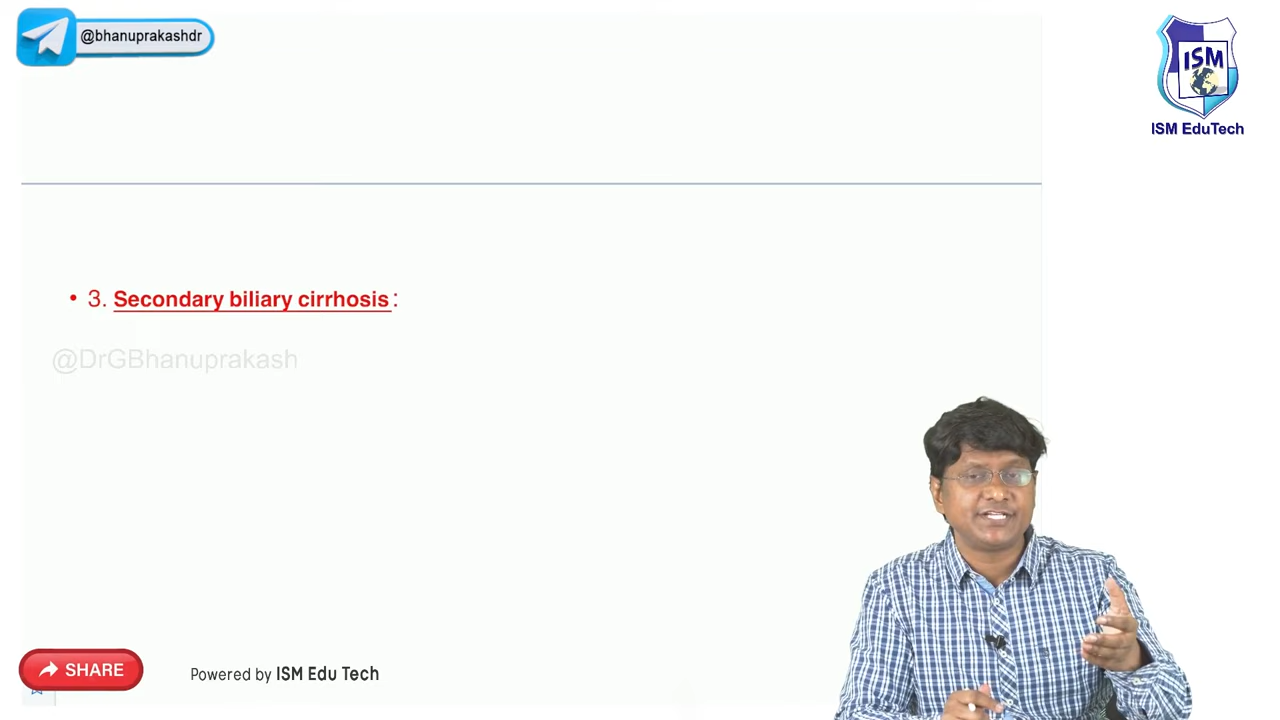 @bhanuprakashdr
ISM
ISM EduTech
• 3. Secondary biliary cirrhosis:
@DrGBhanuprakash
SHARE
Powered by ISM Edu Tech